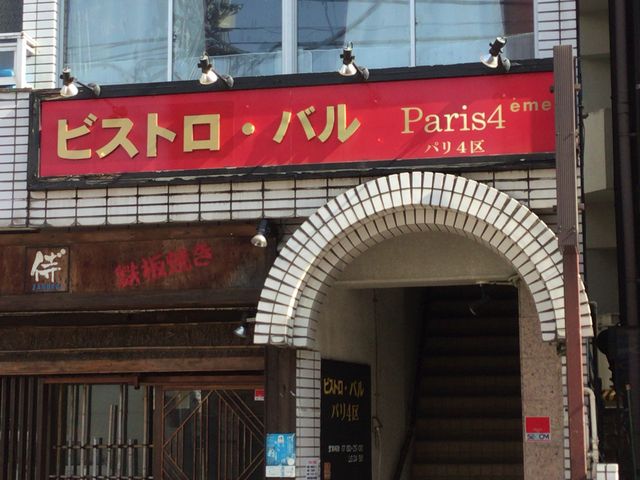 ビストロ・バル
Paris4ème
パリ4区
侍
鉄板焼き
ビストロ・バル
パリ4区
SECOM